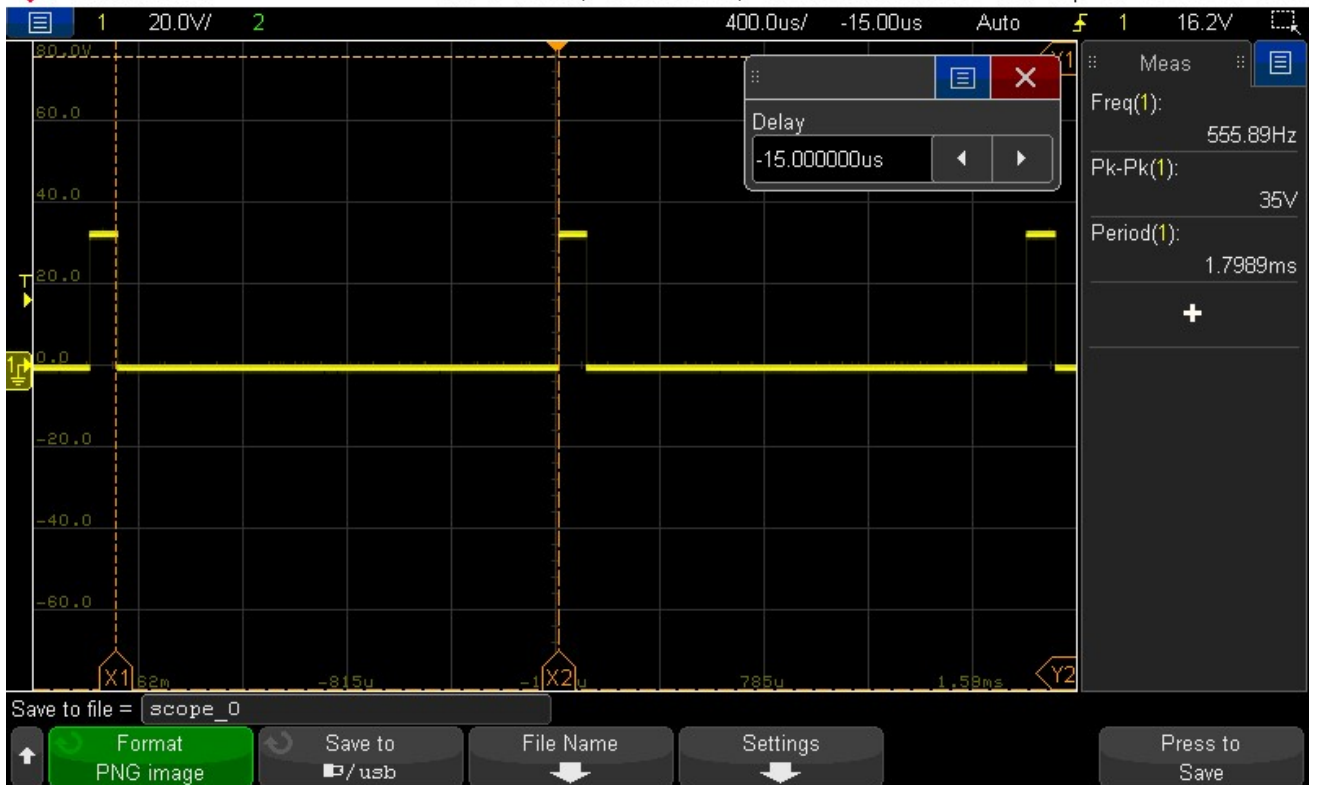 1 20.0V/ 2 400.0us/ -15.00us Auto 1 16.2V
80.0V
Y1
Meas
Freq(1):
555.89Hz
60.0
Delay
-15.000000us
Pk-Pk(1):
35V
40.0
Period(1):
1.7989ms
T
20.0
+
1
0.0
-20.0
-40.0
-60.0
X1 62m -815u -1 X2 u 785u 1.59ms Y2
Save to file = scope_0
Format
PNG image
Save to
/usb
File Name
Settings
Press to
Save